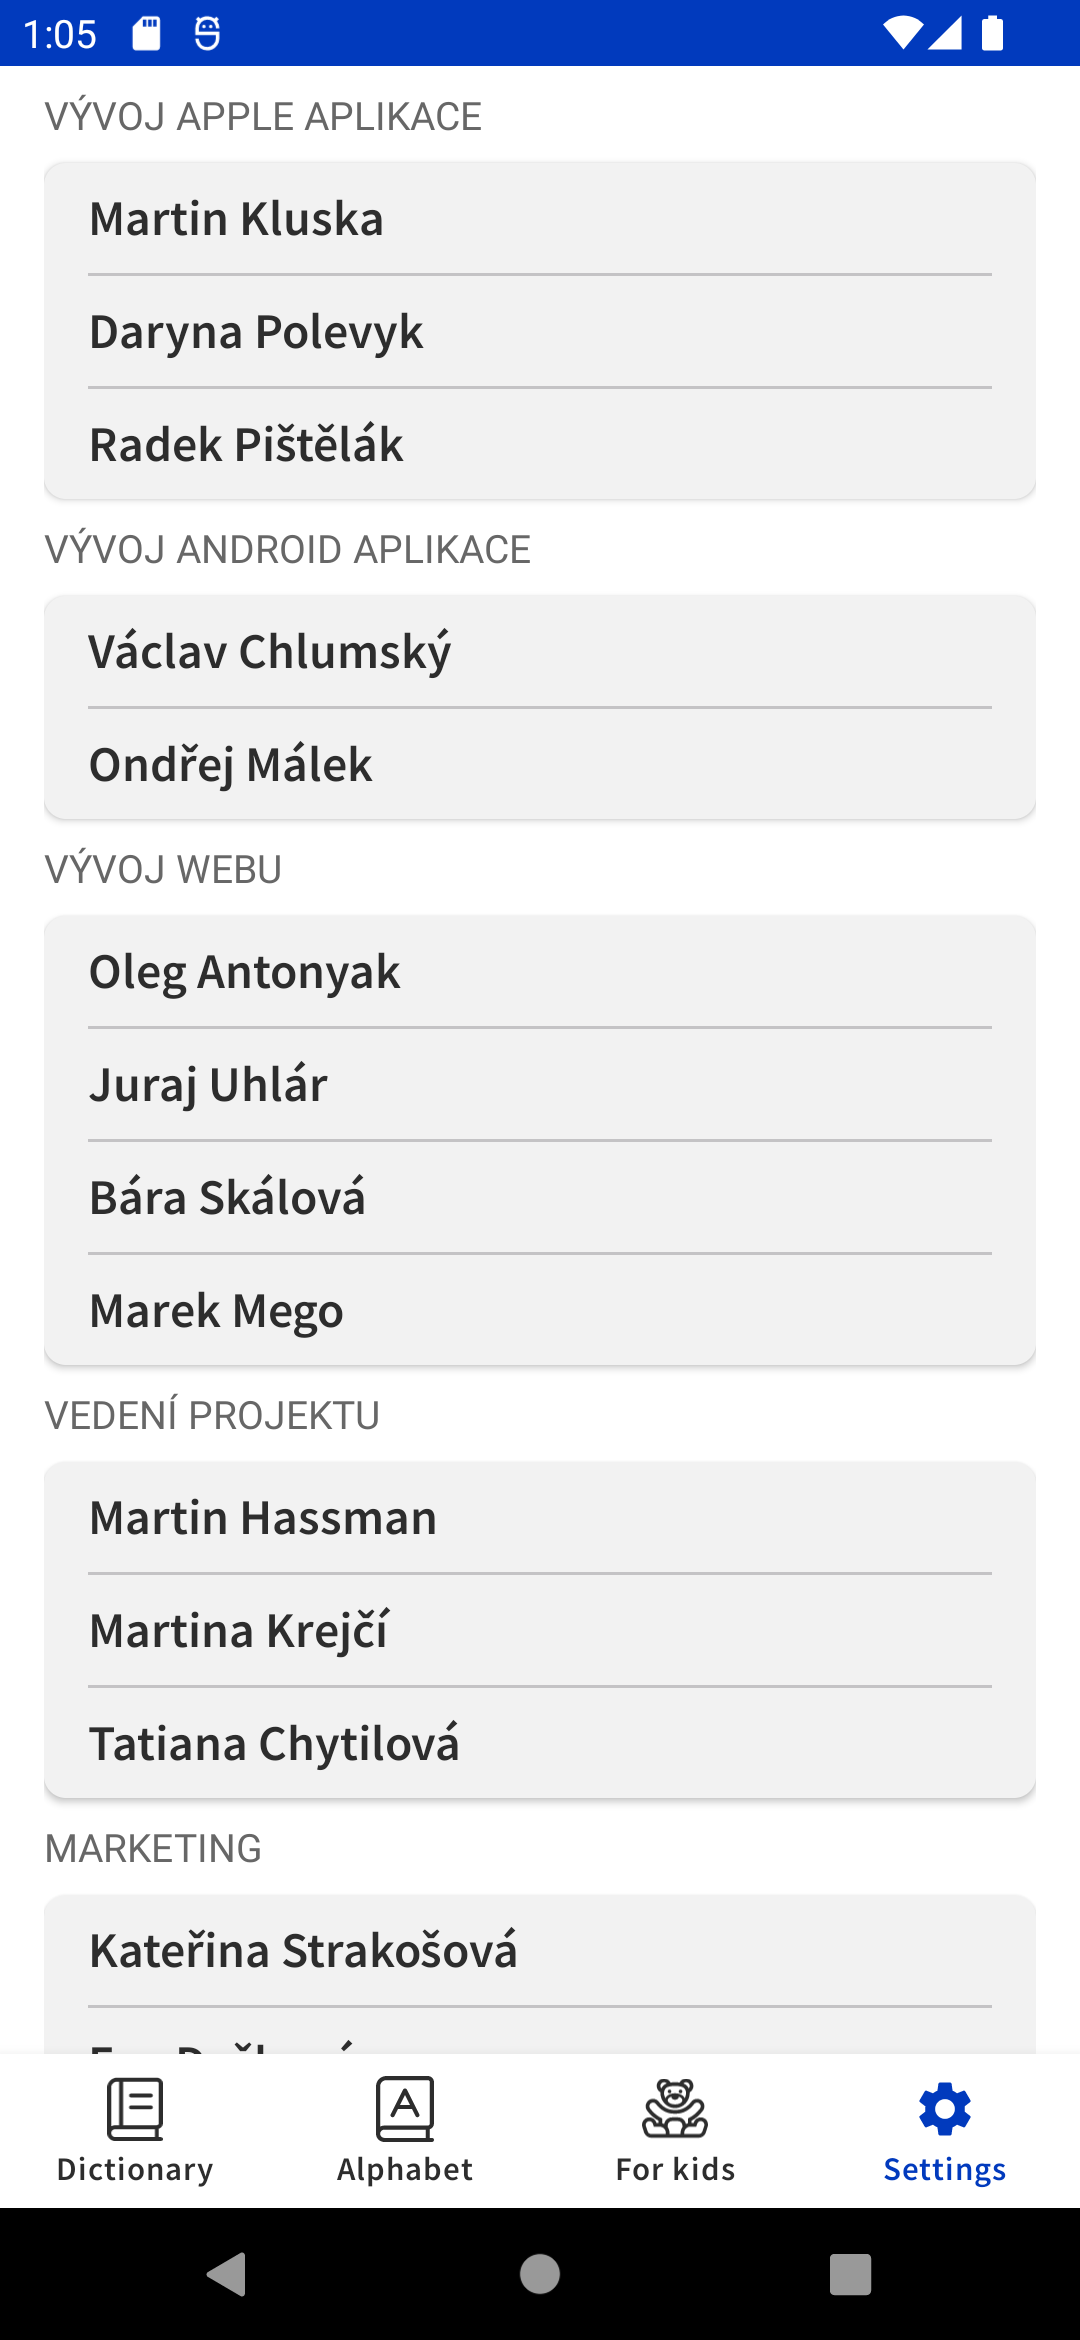 1:05
VÝVOJ APPLE APLIKACE
Martin Kluska
Daryna Polevyk
Radek Pištělák
VÝVOJ ANDROID APLIKACE
Václav Chlumský
Ondřej Málek
VÝVOJ WEBU
Oleg Antonyak
Juraj Uhlár
Bára Skálová
Marek Mego
VEDENÍ PROJEKTU
Martin Hassman
Martina Krejčí
Tatiana Chytilová
MARKETING
Kateřina Strakošová
Dictionary
Alphabet
For kids
Settings